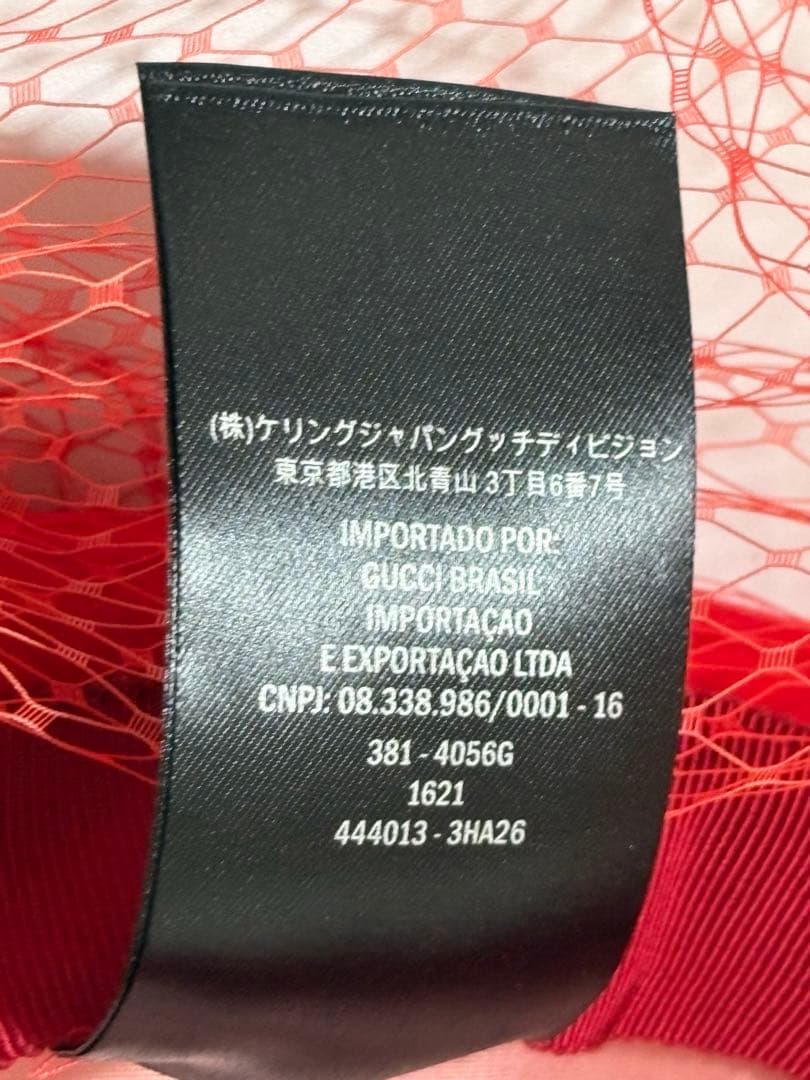 (株)ケリングジャパングッチディビジョン
東京都港区北青山 3丁目6番7号
IMPORTADO POR:
GUCCI BRASIL
IMPORTAÇAO
E EXPORTAÇAO LTDA
CNPJ: 08.338.986/0001 - 16
381 - 4056G
1621
444013 - 3HA26